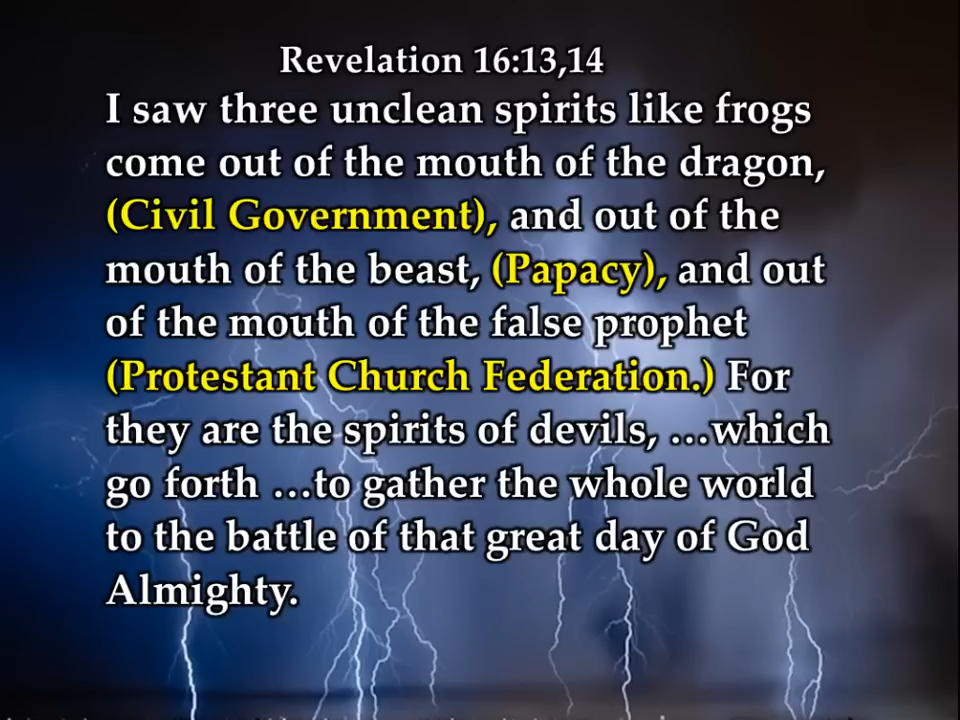 Revelation 16:13,14
I saw three unclean spirits like frogs
come out of the mouth of the dragon,
(Civil Government), and out of the
mouth of the beast, (Papacy), and out
of the mouth of the false prophet
(Protestant Church Federation.) For
they are the spirits of devils, ...which
go forth ...to gather the whole world
to the battle of that great day of God
Almighty.